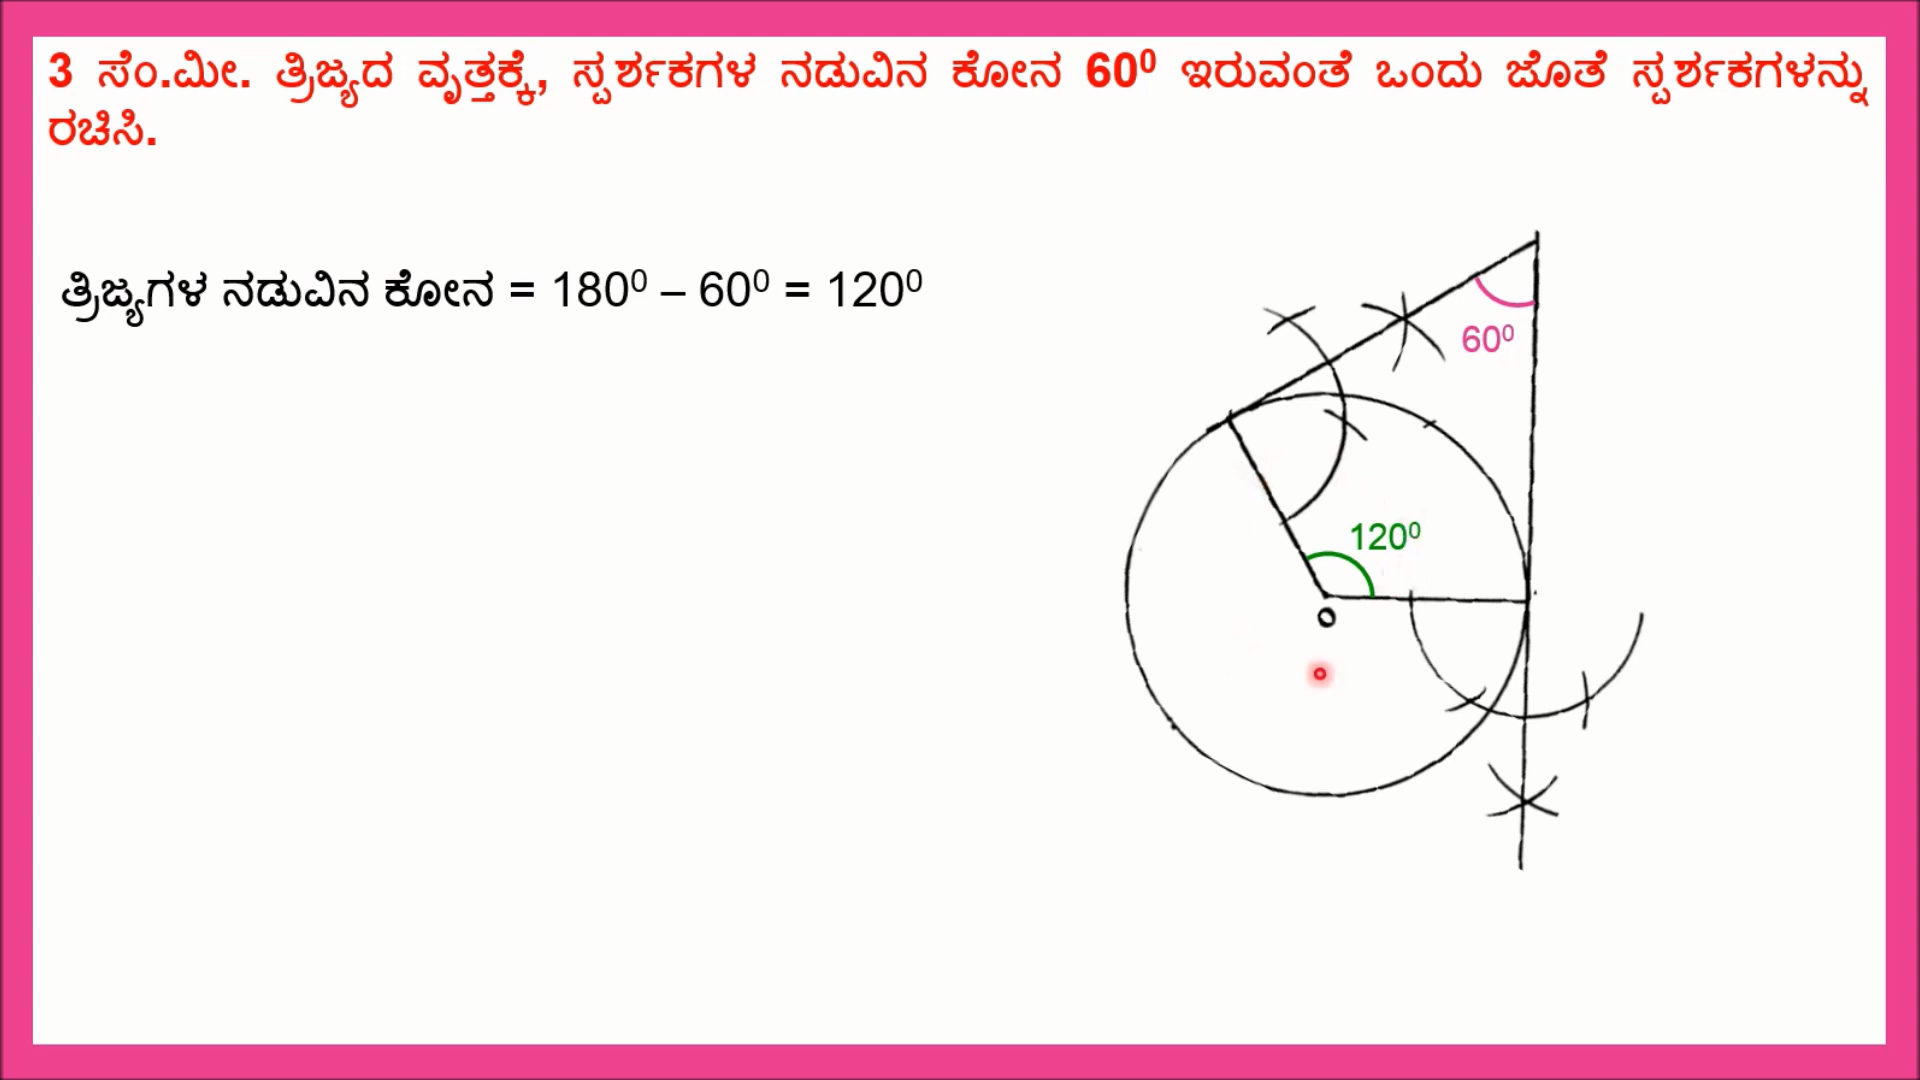 3 ಸೆಂ.ಮೀ. ತ್ರಿಜ್ಯದ ವೃತ್ತಕ್ಕೆ, ಸ್ಪರ್ಶಕಗಳ ನಡುವಿನ ಕೋನ 60⁰ ಇರುವಂತೆ ಒಂದು ಜೊತೆ ಸ್ಪರ್ಶಕಗಳನ್ನು
ರಚಿಸಿ.
ತ್ರಿಜ್ಯಗಳ ನಡುವಿನ ಕೋನ = 180⁰ – 60⁰ = 120⁰
60⁰
120⁰
O